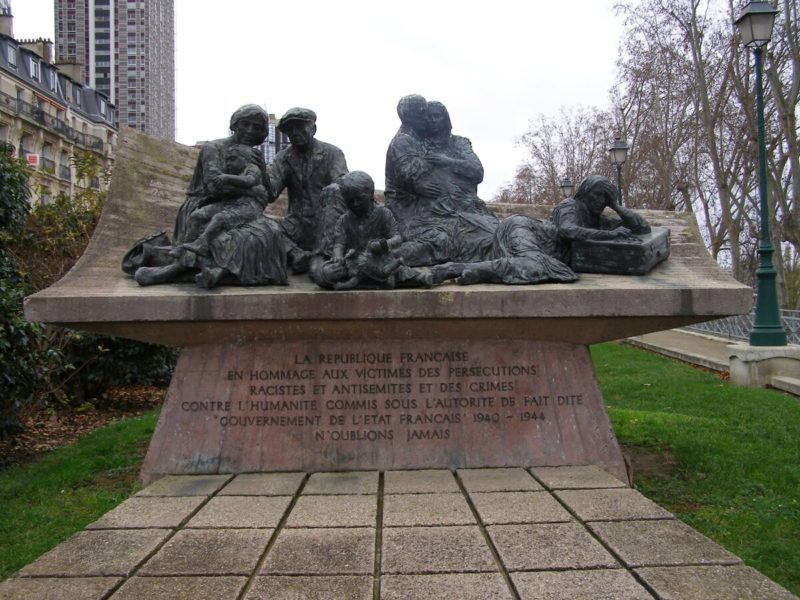 LA REPUBLIQUE FRANCAISE
EN HOMMAGE AUX VICTIMES DES PERSECUTIONS
RACISTES ET ANTISEMITES ET DES CRIMES
CONTRE L'HUMANITE COMMIS SOUS L'AUTORITE DE FAIT DITE
'GOUVERNEMENT DE L'ETAT FRANCAIS' 1940 - 1944
N'OUBLIONS JAMAIS